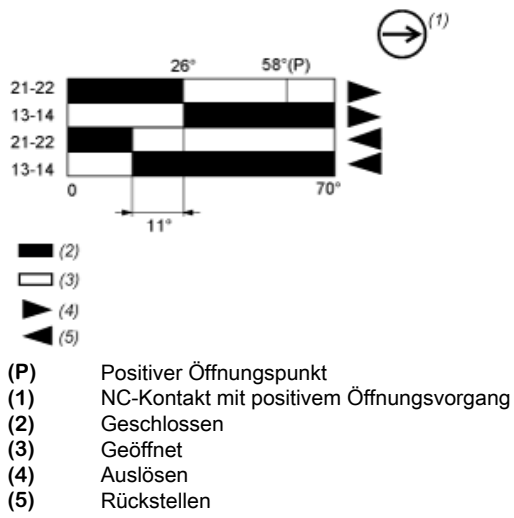 (1)
26° 58°(P)
21-22
13-14
21-22
13-14
0 70°
11°
(2)
(3)
(4)
(5)
(P) Positiver Öffnungspunkt
(1) NC-Kontakt mit positivem Öffnungsvorgang
(2) Geschlossen
(3) Geöffnet
(4) Auslösen
(5) Rückstellen